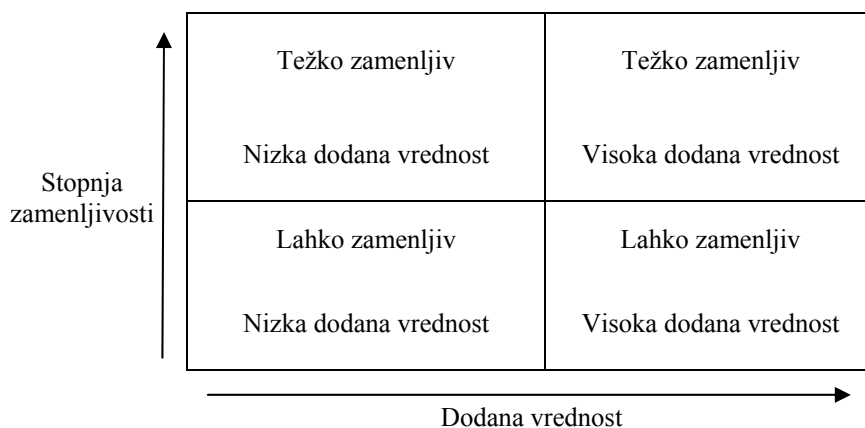 Težko zamenljiv
Težko zamenljiv
Nizka dodana vrednost
Visoka dodana vrednost
Stopnja
zamenljivosti
Lahko zamenljiv
Lahko zamenljiv
Nizka dodana vrednost
Visoka dodana vrednost
Dodana vrednost